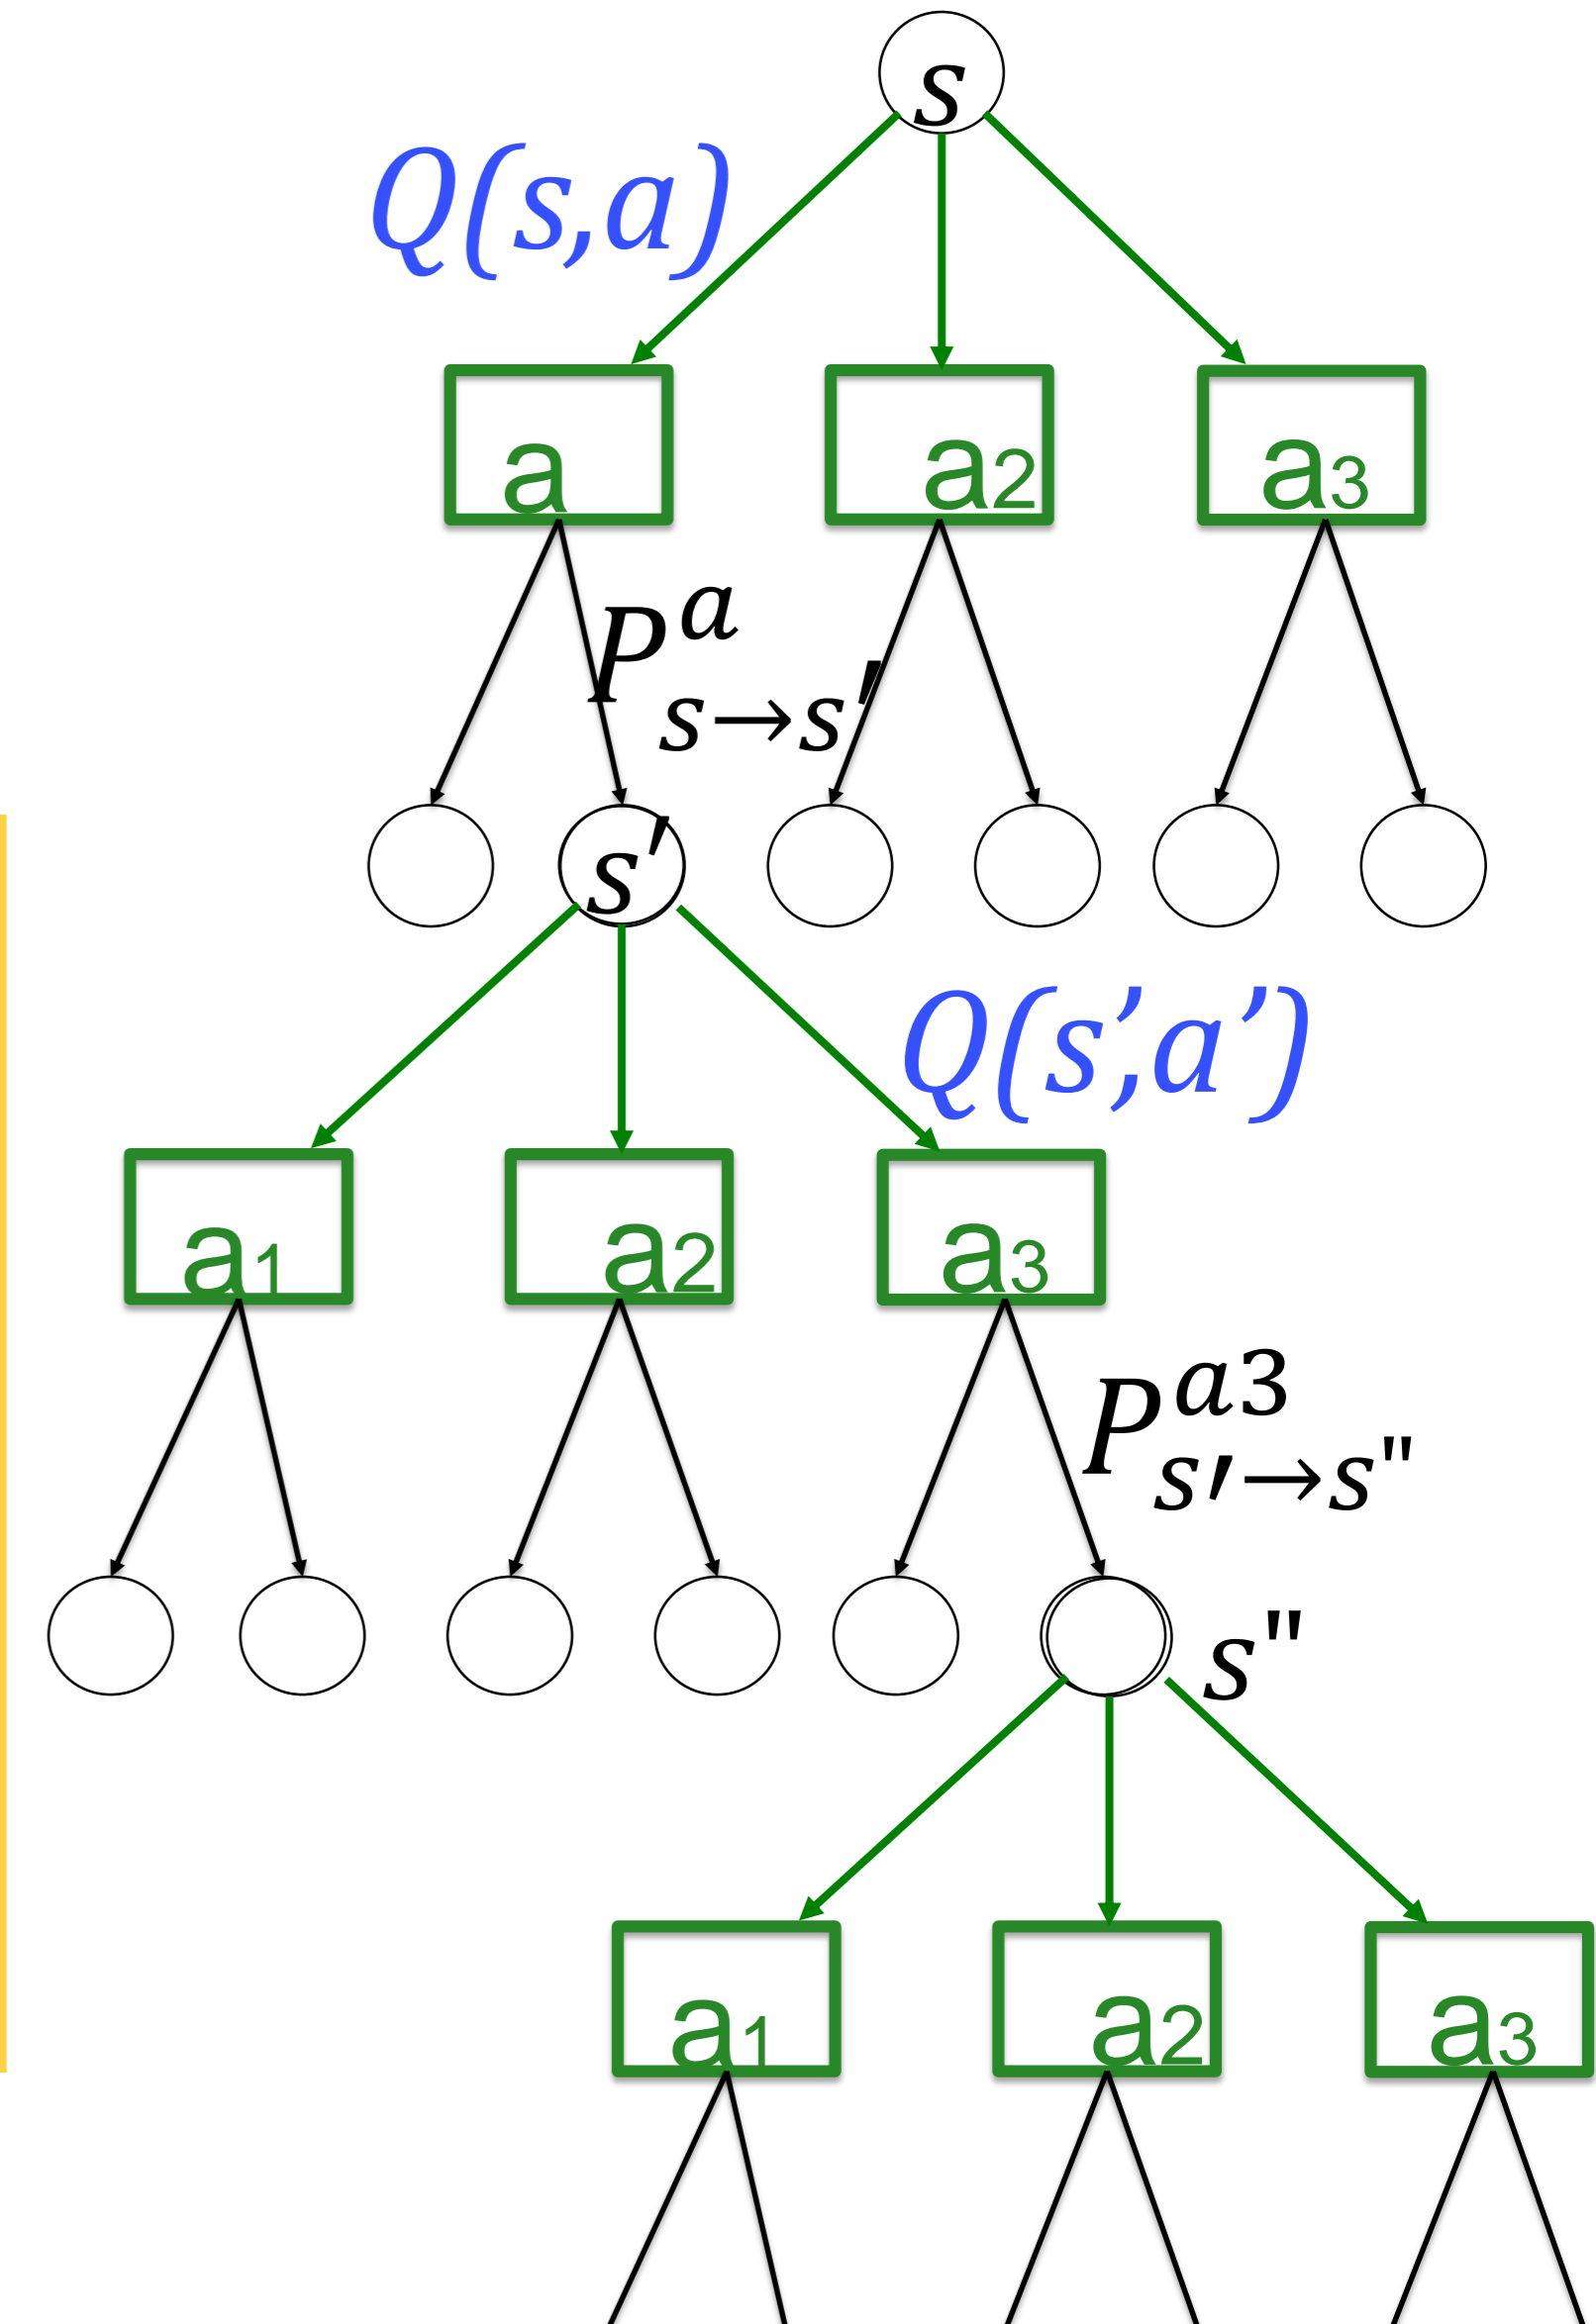 s
Q(s,a)
a a2 a3
P^a_{s→s′}
s′
Q(s’,a’)
a1 a2 a3
P^{a3}_{s′→s"}
s"
a1 a2 a3